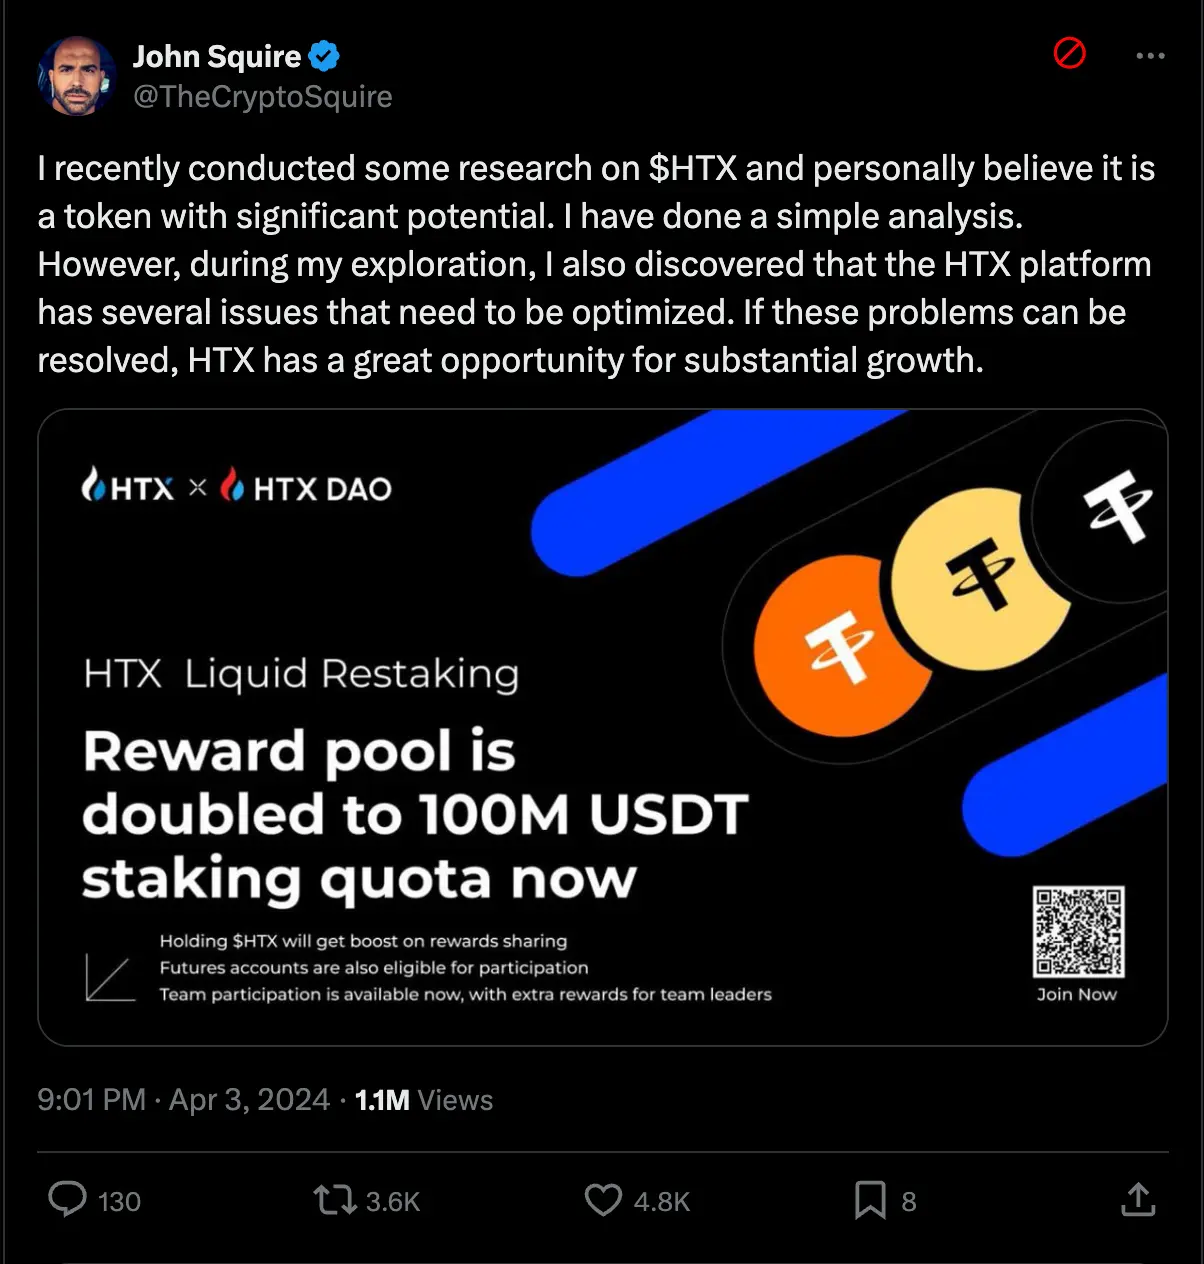 John Squire
@TheCryptoSquire
I recently conducted some research on $HTX and personally believe it is
a token with significant potential. I have done a simple analysis.
However, during my exploration, I also discovered that the HTX platform
has several issues that need to be optimized. If these problems can be
resolved, HTX has a great opportunity for substantial growth.
HTX × HTX DAO
HTX Liquid Restaking
Reward pool is
doubled to 100M USDT
staking quota now
Holding $HTX will get boost on rewards sharing
Futures accounts are also eligible for participation
Team participation is available now, with extra rewards for team leaders
Join Now
9:01 PM · Apr 3, 2024 · 1.1M Views
130 3.6K 4.8K 8